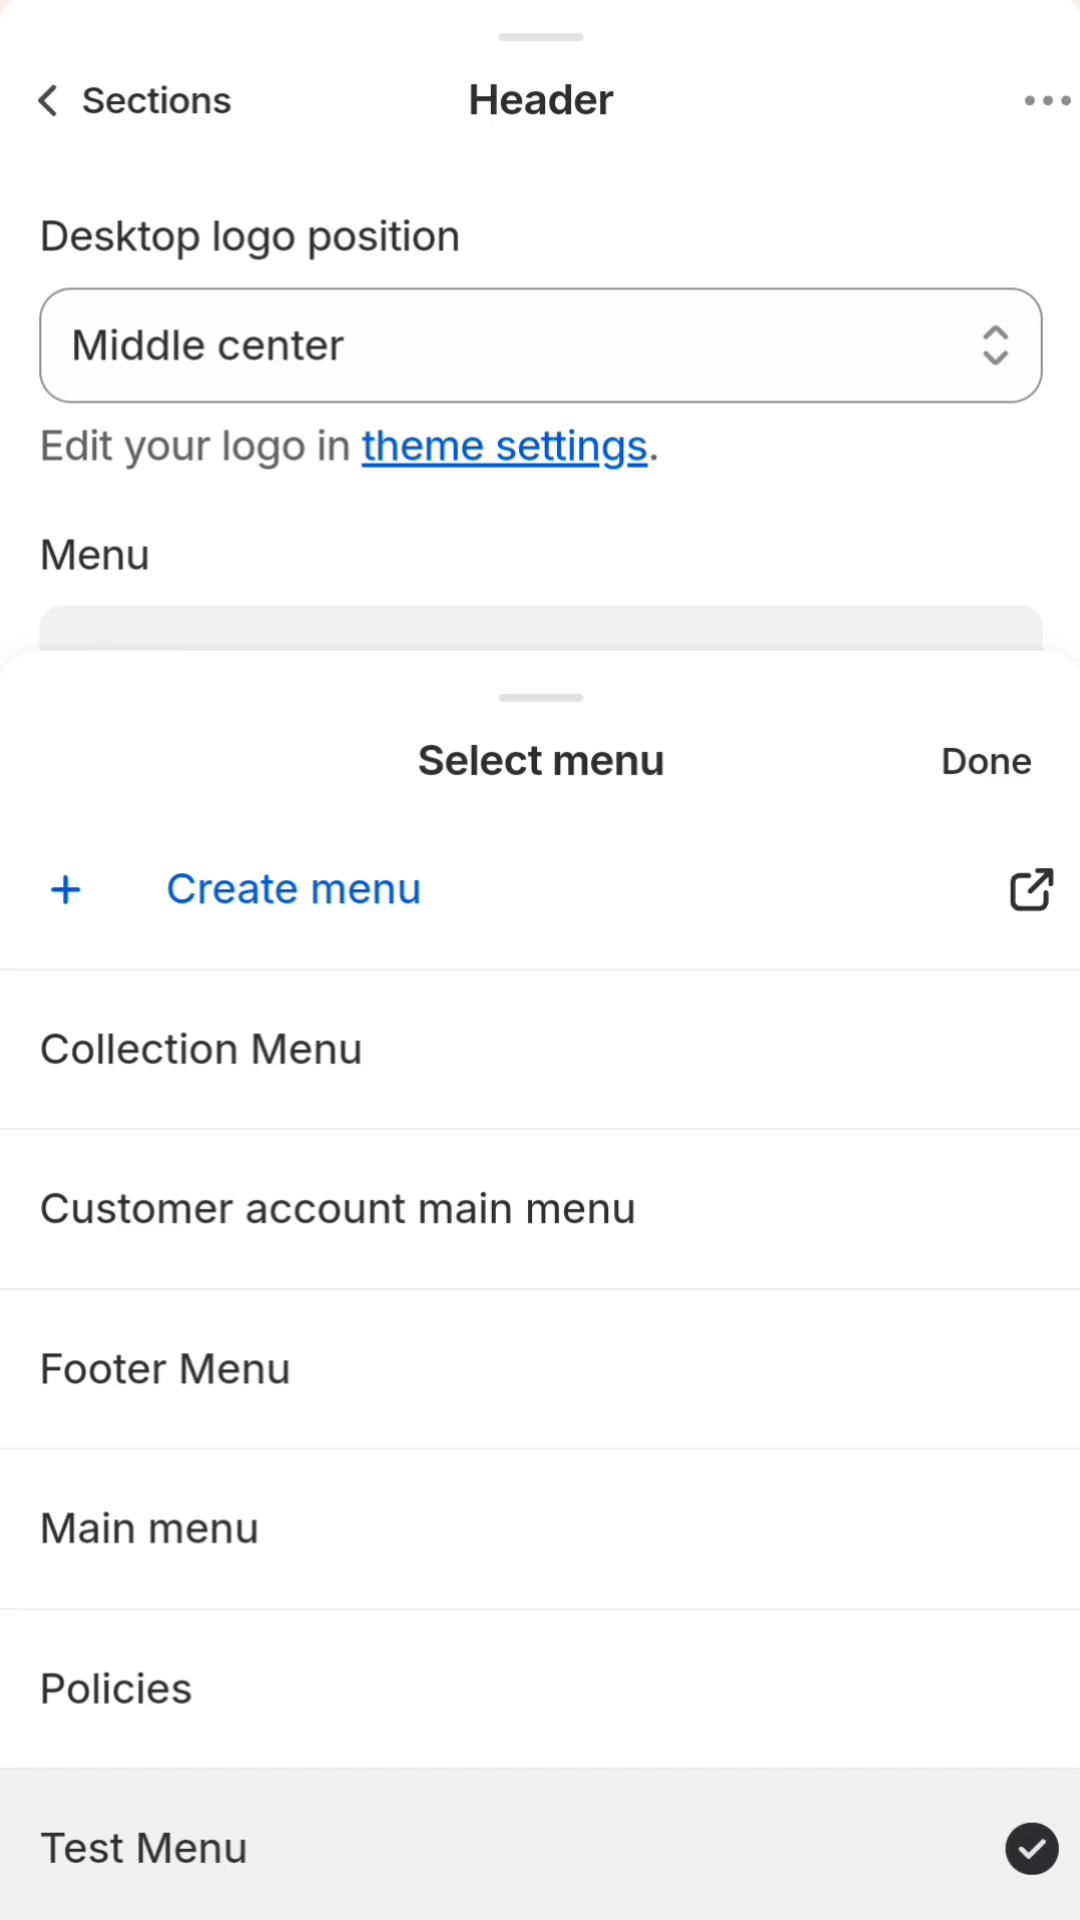 Sections
Header
Desktop logo position
Middle center
Edit your logo in theme settings.
Menu
Select menu
Done
Create menu
Collection Menu
Customer account main menu
Footer Menu
Main menu
Policies
Test Menu